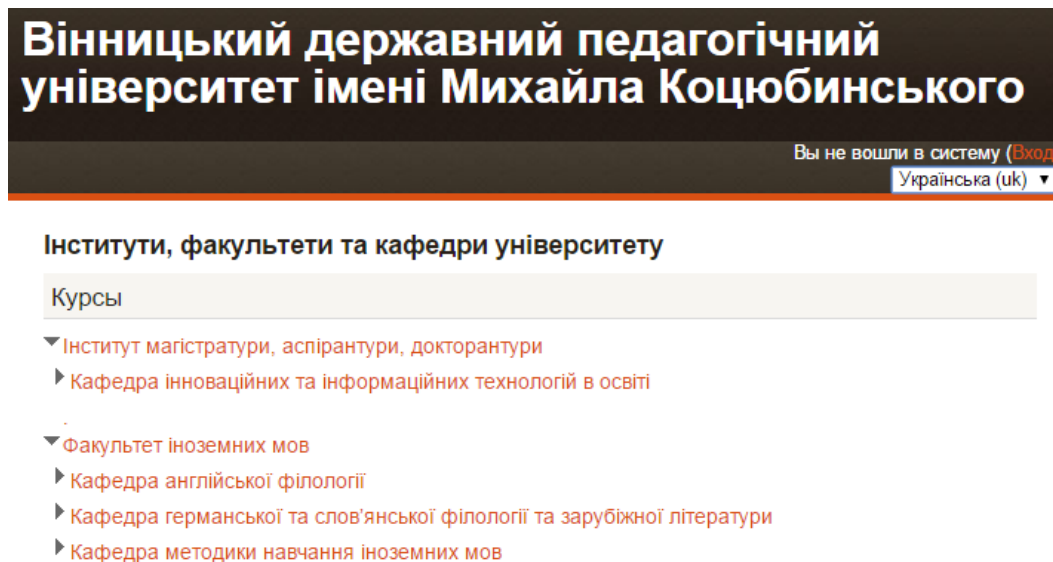 Вінницький державний педагогічний
університет імені Михайла Коцюбинського
Вы не вошли в систему (Вход
Українська (uk)
Інститути, факультети та кафедри університету
Курсы
Інститут магістратури, аспірантури, докторантури
Кафедра інноваційних та інформаційних технологій в освіті
.
Факультет іноземних мов
Кафедра англійської філології
Кафедра германської та слов'янської філології та зарубіжної літератури
Кафедра методики навчання іноземних мов